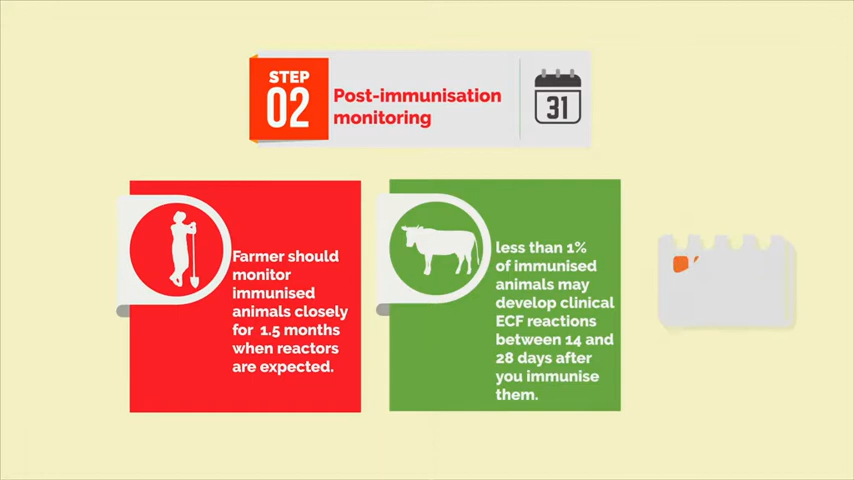 STEP
02
Post-immunisation
monitoring
31
Farmer should
monitor
immunised
animals closely
for 1.5 months
when reactors
are expected.
less than 1%
of immunised
animals may
develop clinical
ECF reactions
between 14 and
28 days after
you immunise
them.